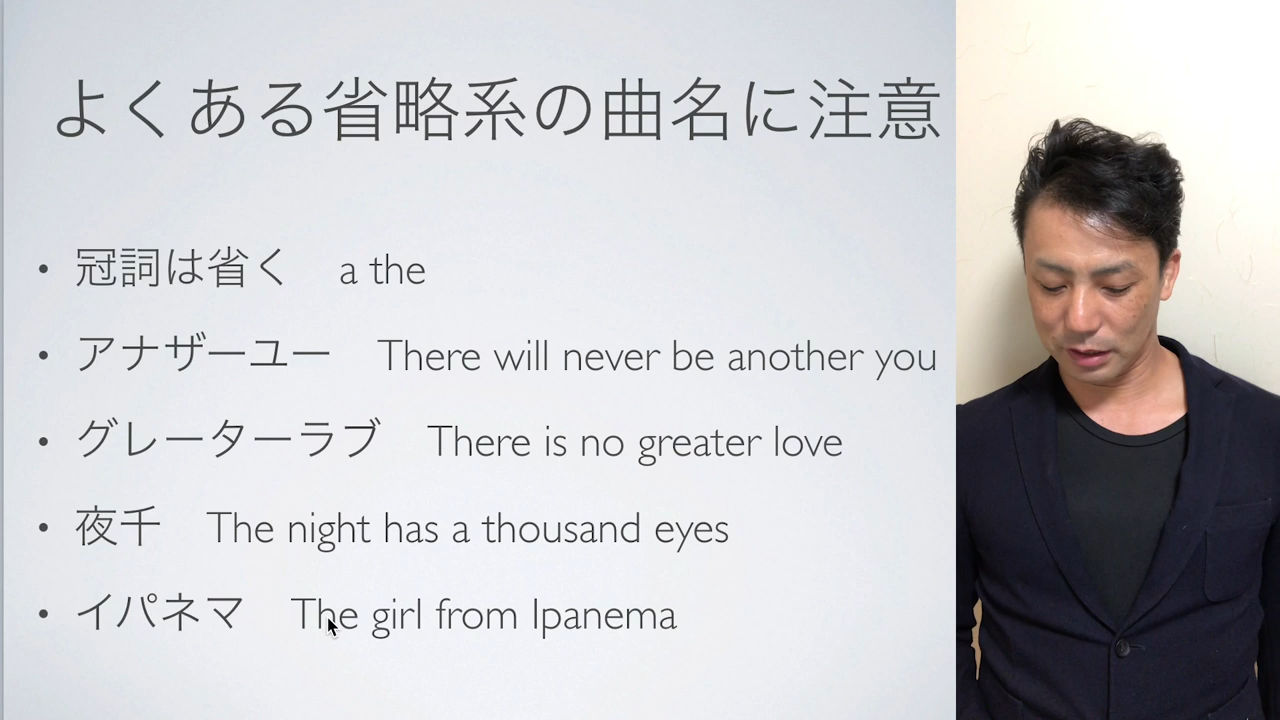 よくある省略系の曲名に注意
• 冠詞は省く a the
• アナザーユー There will never be another you
• グレーターラブ There is no greater love
• 夜千 The night has a thousand eyes
• イパネマ The girl from Ipanema